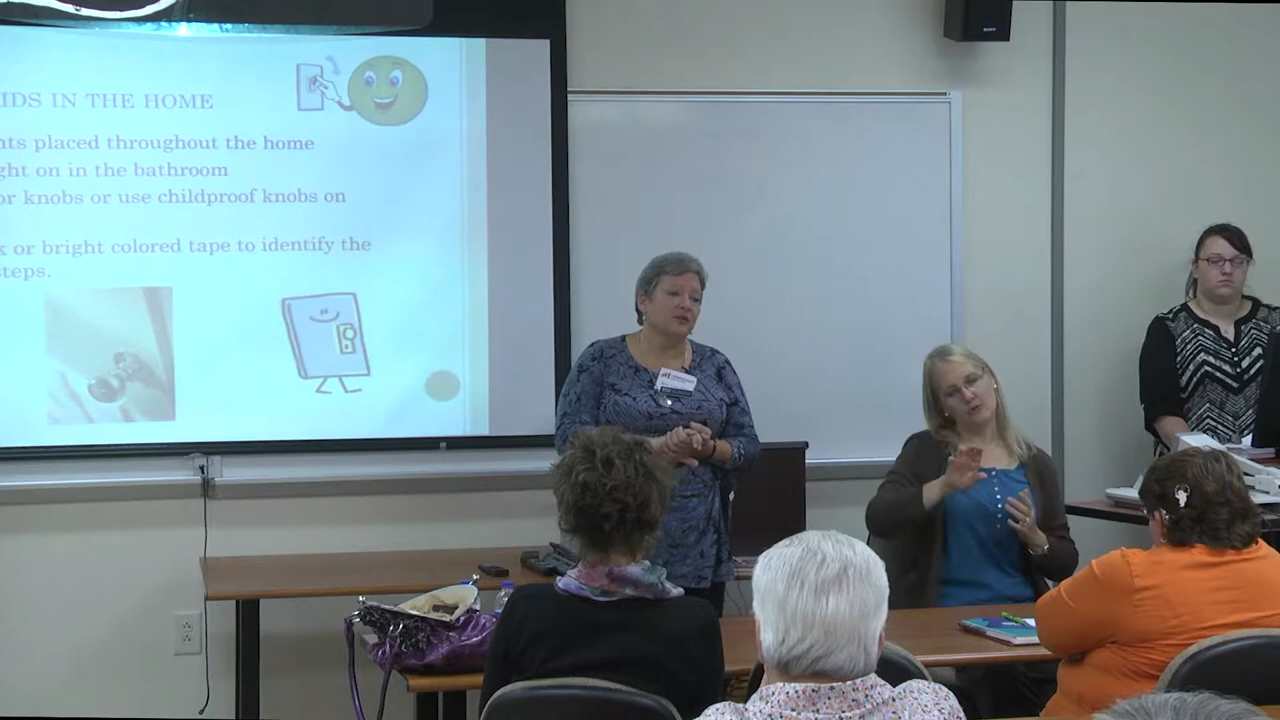 IDS IN THE HOME
nts placed throughout the home
ght on in the bathroom
or knobs or use childproof knobs on
k or bright colored tape to identify the
steps.
SONY